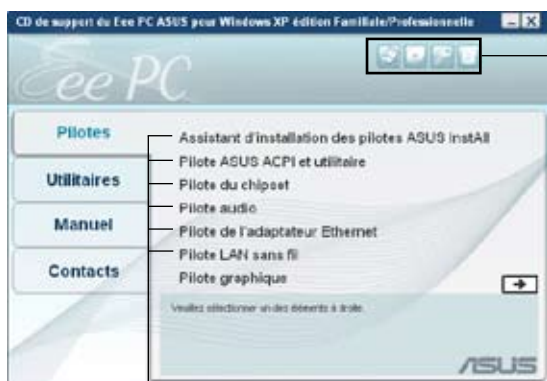 CD de support du Eee PC ASUS pour Windows XP édition Familiale/Professionnelle
Eee PC
Pilotes
Utilitaires
Manuel
Contacts
Assistant d'installation des pilotes ASUS InstAll
Pilote ASUS ACPI et utilitaire
Pilote du chipset
Pilote audio
Pilote de l'adaptateur Ethernet
Pilote LAN sans fil
Pilote graphique
Veuillez sélectionner un des éléments à droite.
ASUS